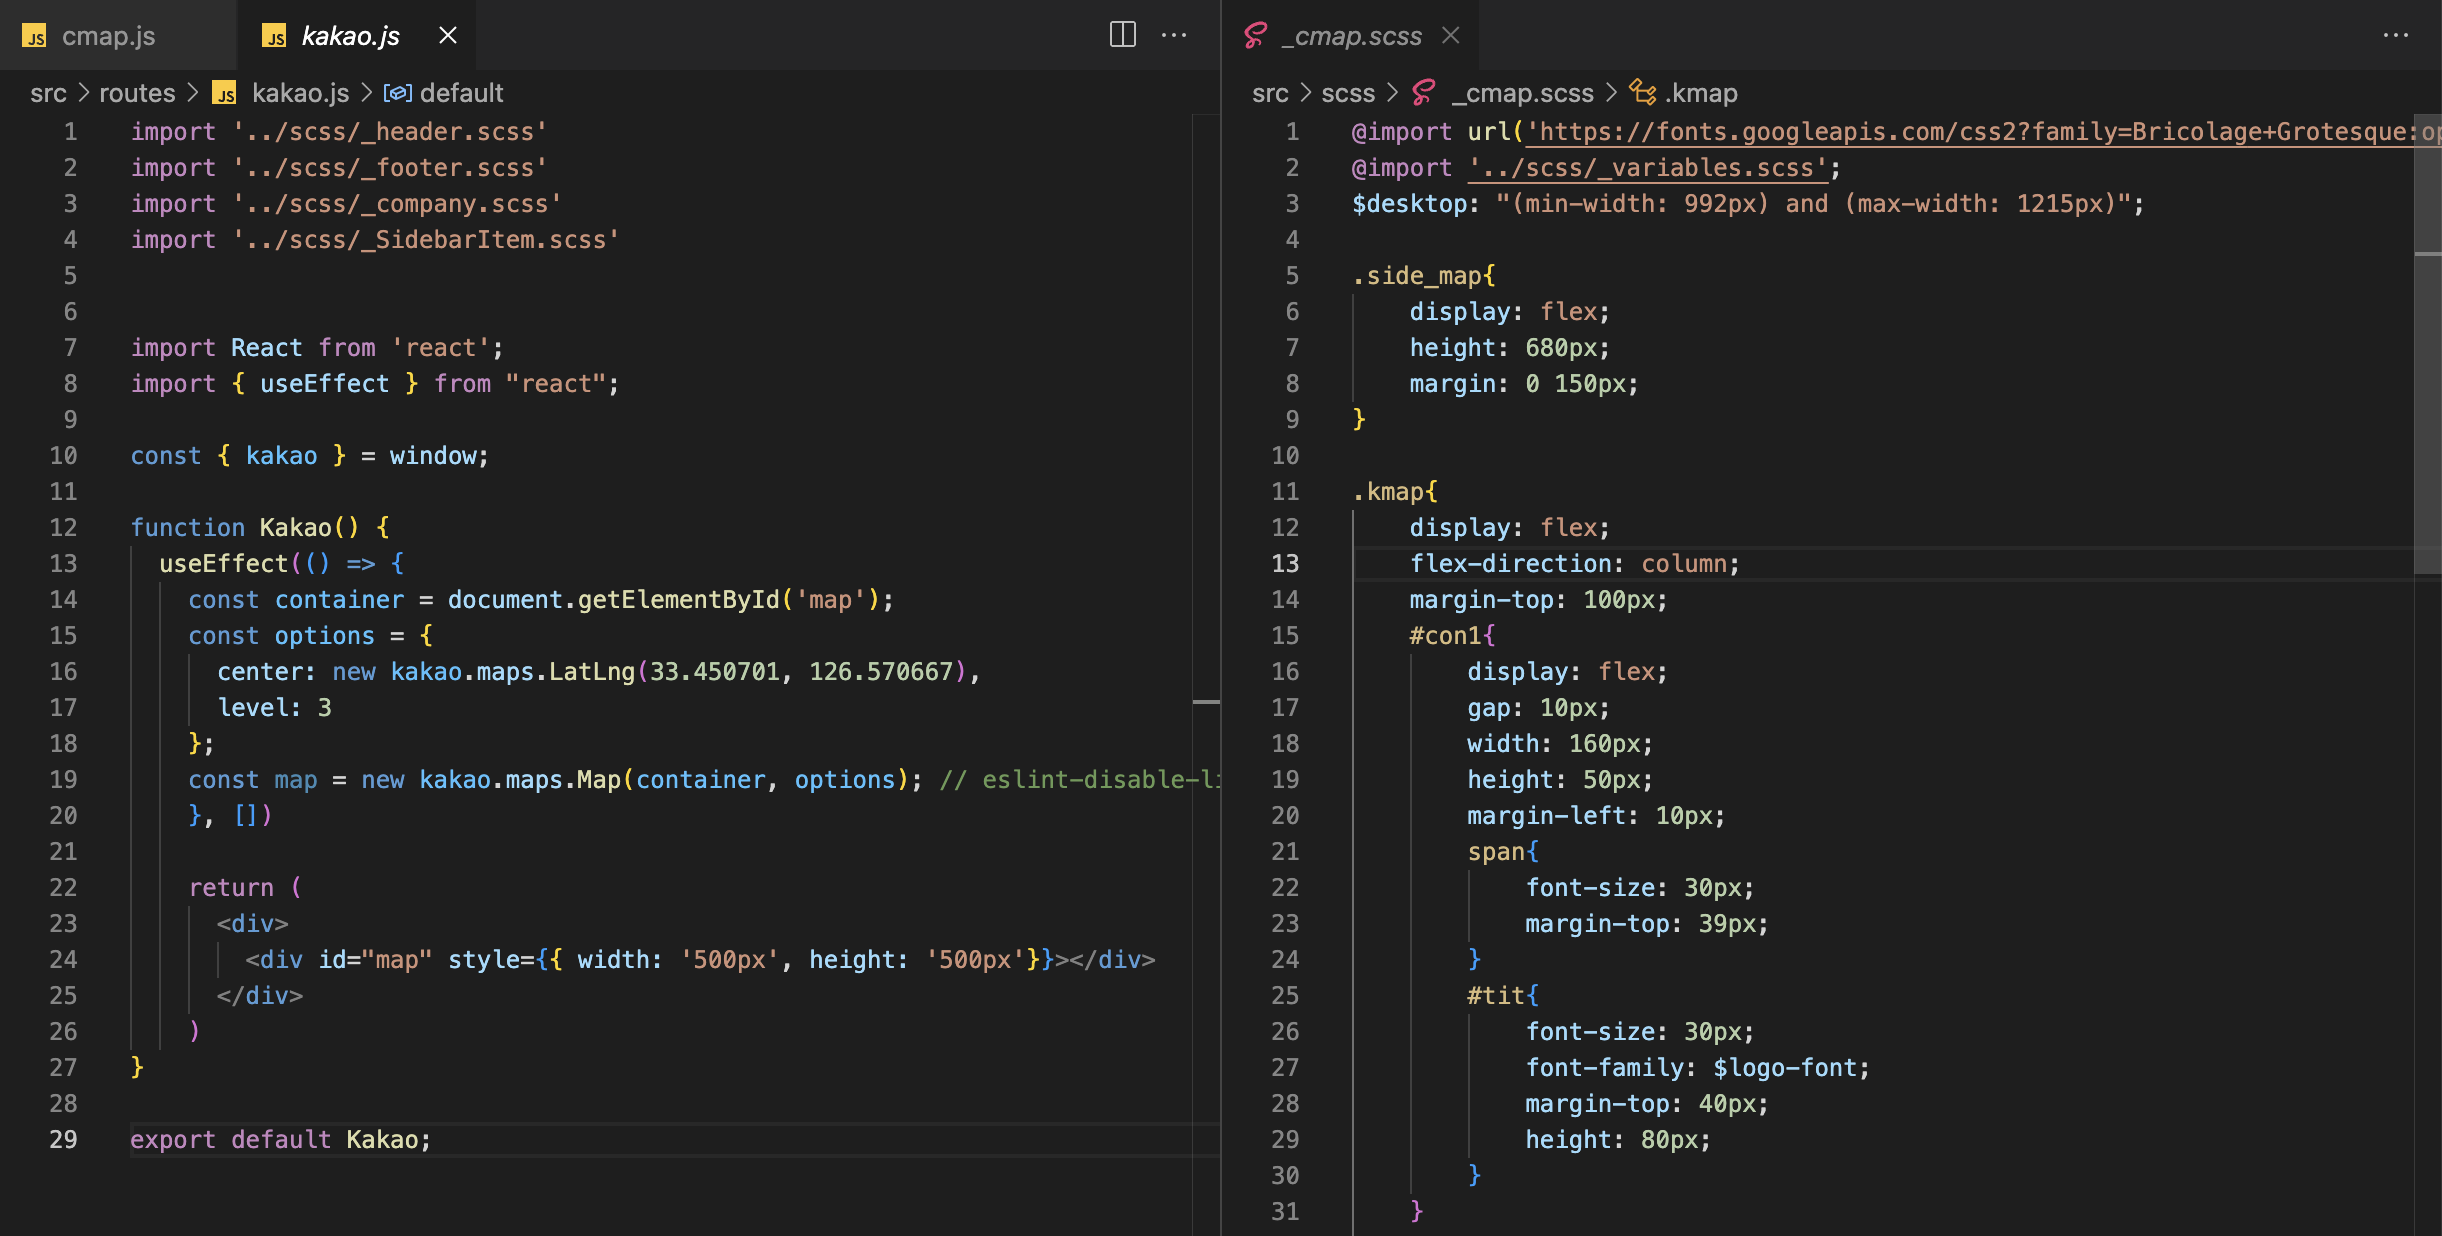 cmap.js
kakao.js
src > routes > kakao.js > default
1 import '../scss/_header.scss'
2 import '../scss/_footer.scss'
3 import '../scss/_company.scss'
4 import '../scss/_SidebarItem.scss'
5
6
7 import React from 'react';
8 import { useEffect } from "react";
9
10 const { kakao } = window;
11
12 function Kakao() {
13 useEffect(() => {
14 const container = document.getElementById('map');
15 const options = {
16 center: new kakao.maps.LatLng(33.450701, 126.570667),
17 level: 3
18 };
19 const map = new kakao.maps.Map(container, options); // eslint-disable-li
20 }, [])
21
22 return (
23 <div>
24 <div id="map" style={{ width: '500px', height: '500px'}}></div>
25 </div>
26 )
27 }
28
29 export default Kakao;
_cmap.scss
src > scss > _cmap.scss > .kmap
1 @import url('https://fonts.googleapis.com/css2?family=Bricolage+Grotesque:op
2 @import '../scss/_variables.scss';
3 $desktop: "(min-width: 992px) and (max-width: 1215px)";
4
5 .side_map{
6 display: flex;
7 height: 680px;
8 margin: 0 150px;
9 }
10
11 .kmap{
12 display: flex;
13 flex-direction: column;
14 margin-top: 100px;
15 #con1{
16 display: flex;
17 gap: 10px;
18 width: 160px;
19 height: 50px;
20 margin-left: 10px;
21 span{
22 font-size: 30px;
23 margin-top: 39px;
24 }
25 #tit{
26 font-size: 30px;
27 font-family: $logo-font;
28 margin-top: 40px;
29 height: 80px;
30 }
31 }